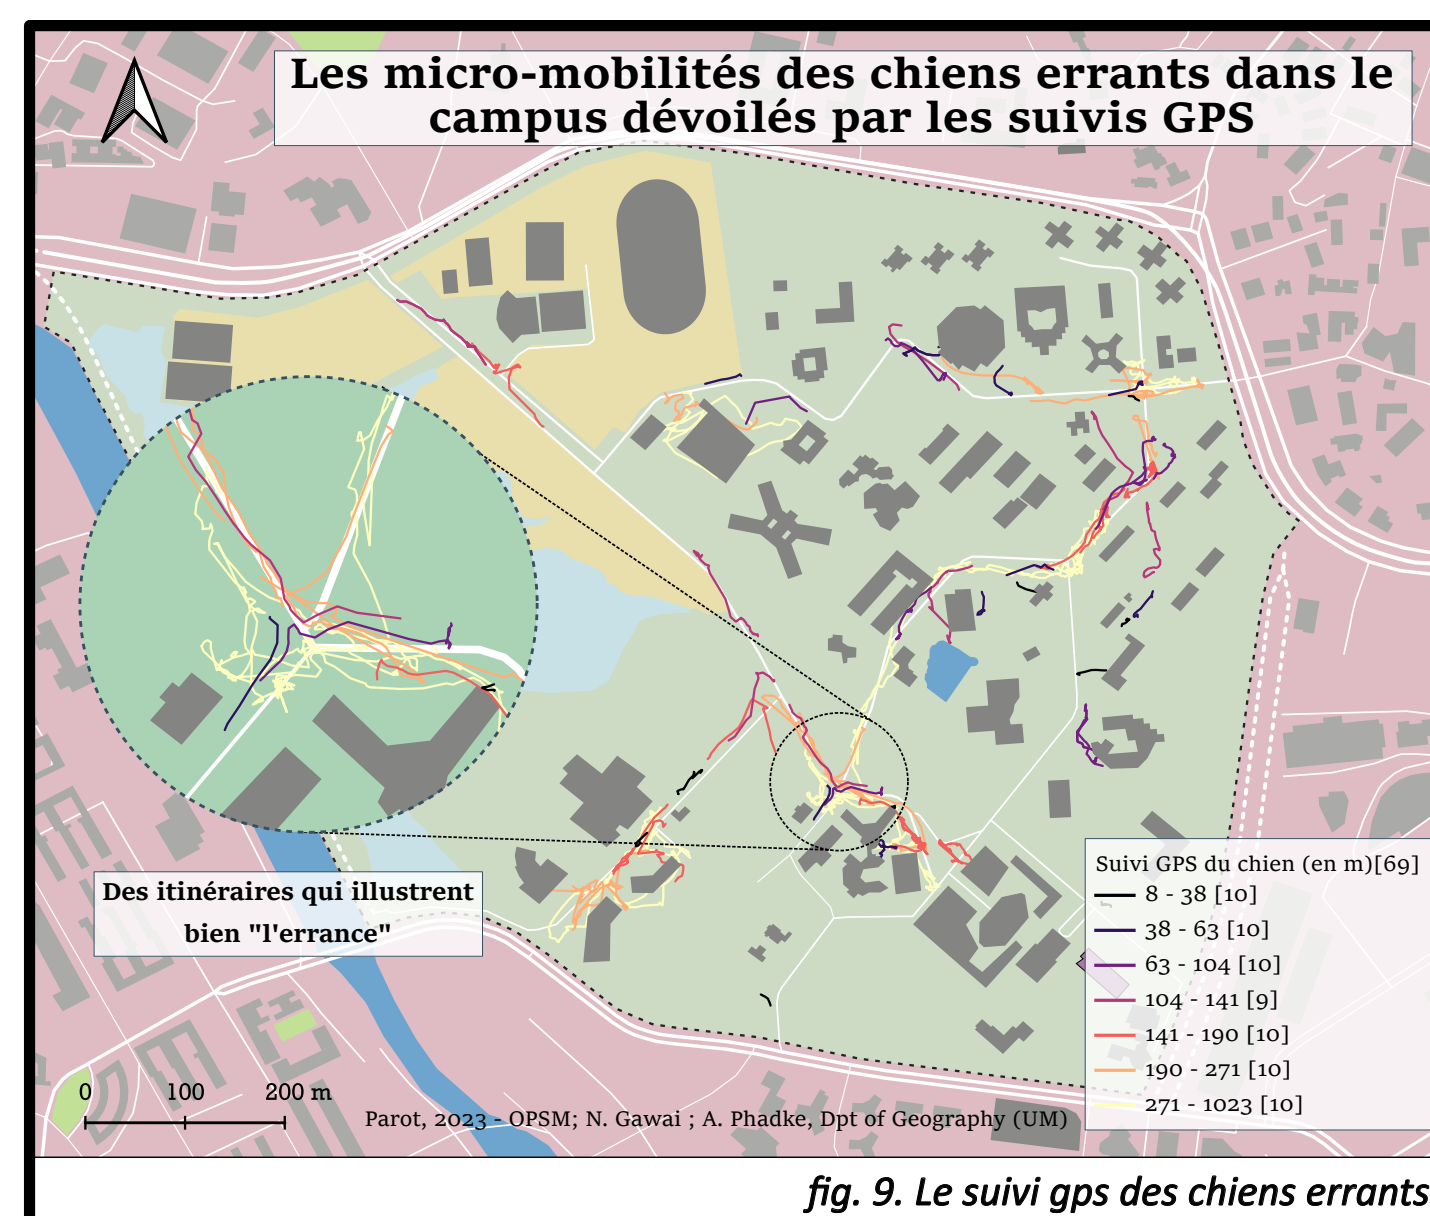 Les micro-mobilités des chiens errants dans le
campus dévoilés par les suivis GPS
Des itinéraires qui illustrent
bien "l'errance"
Suivi GPS du chien (en m)[69]
8 - 38 [10]
38 - 63 [10]
63 - 104 [10]
104 - 141 [9]
141 - 190 [10]
190 - 271 [10]
271 - 1023 [10]
0 100 200 m
Parot, 2023 - OPSM; N. Gawai ; A. Phadke, Dpt of Geography (UM)
fig. 9. Le suivi gps des chiens errants